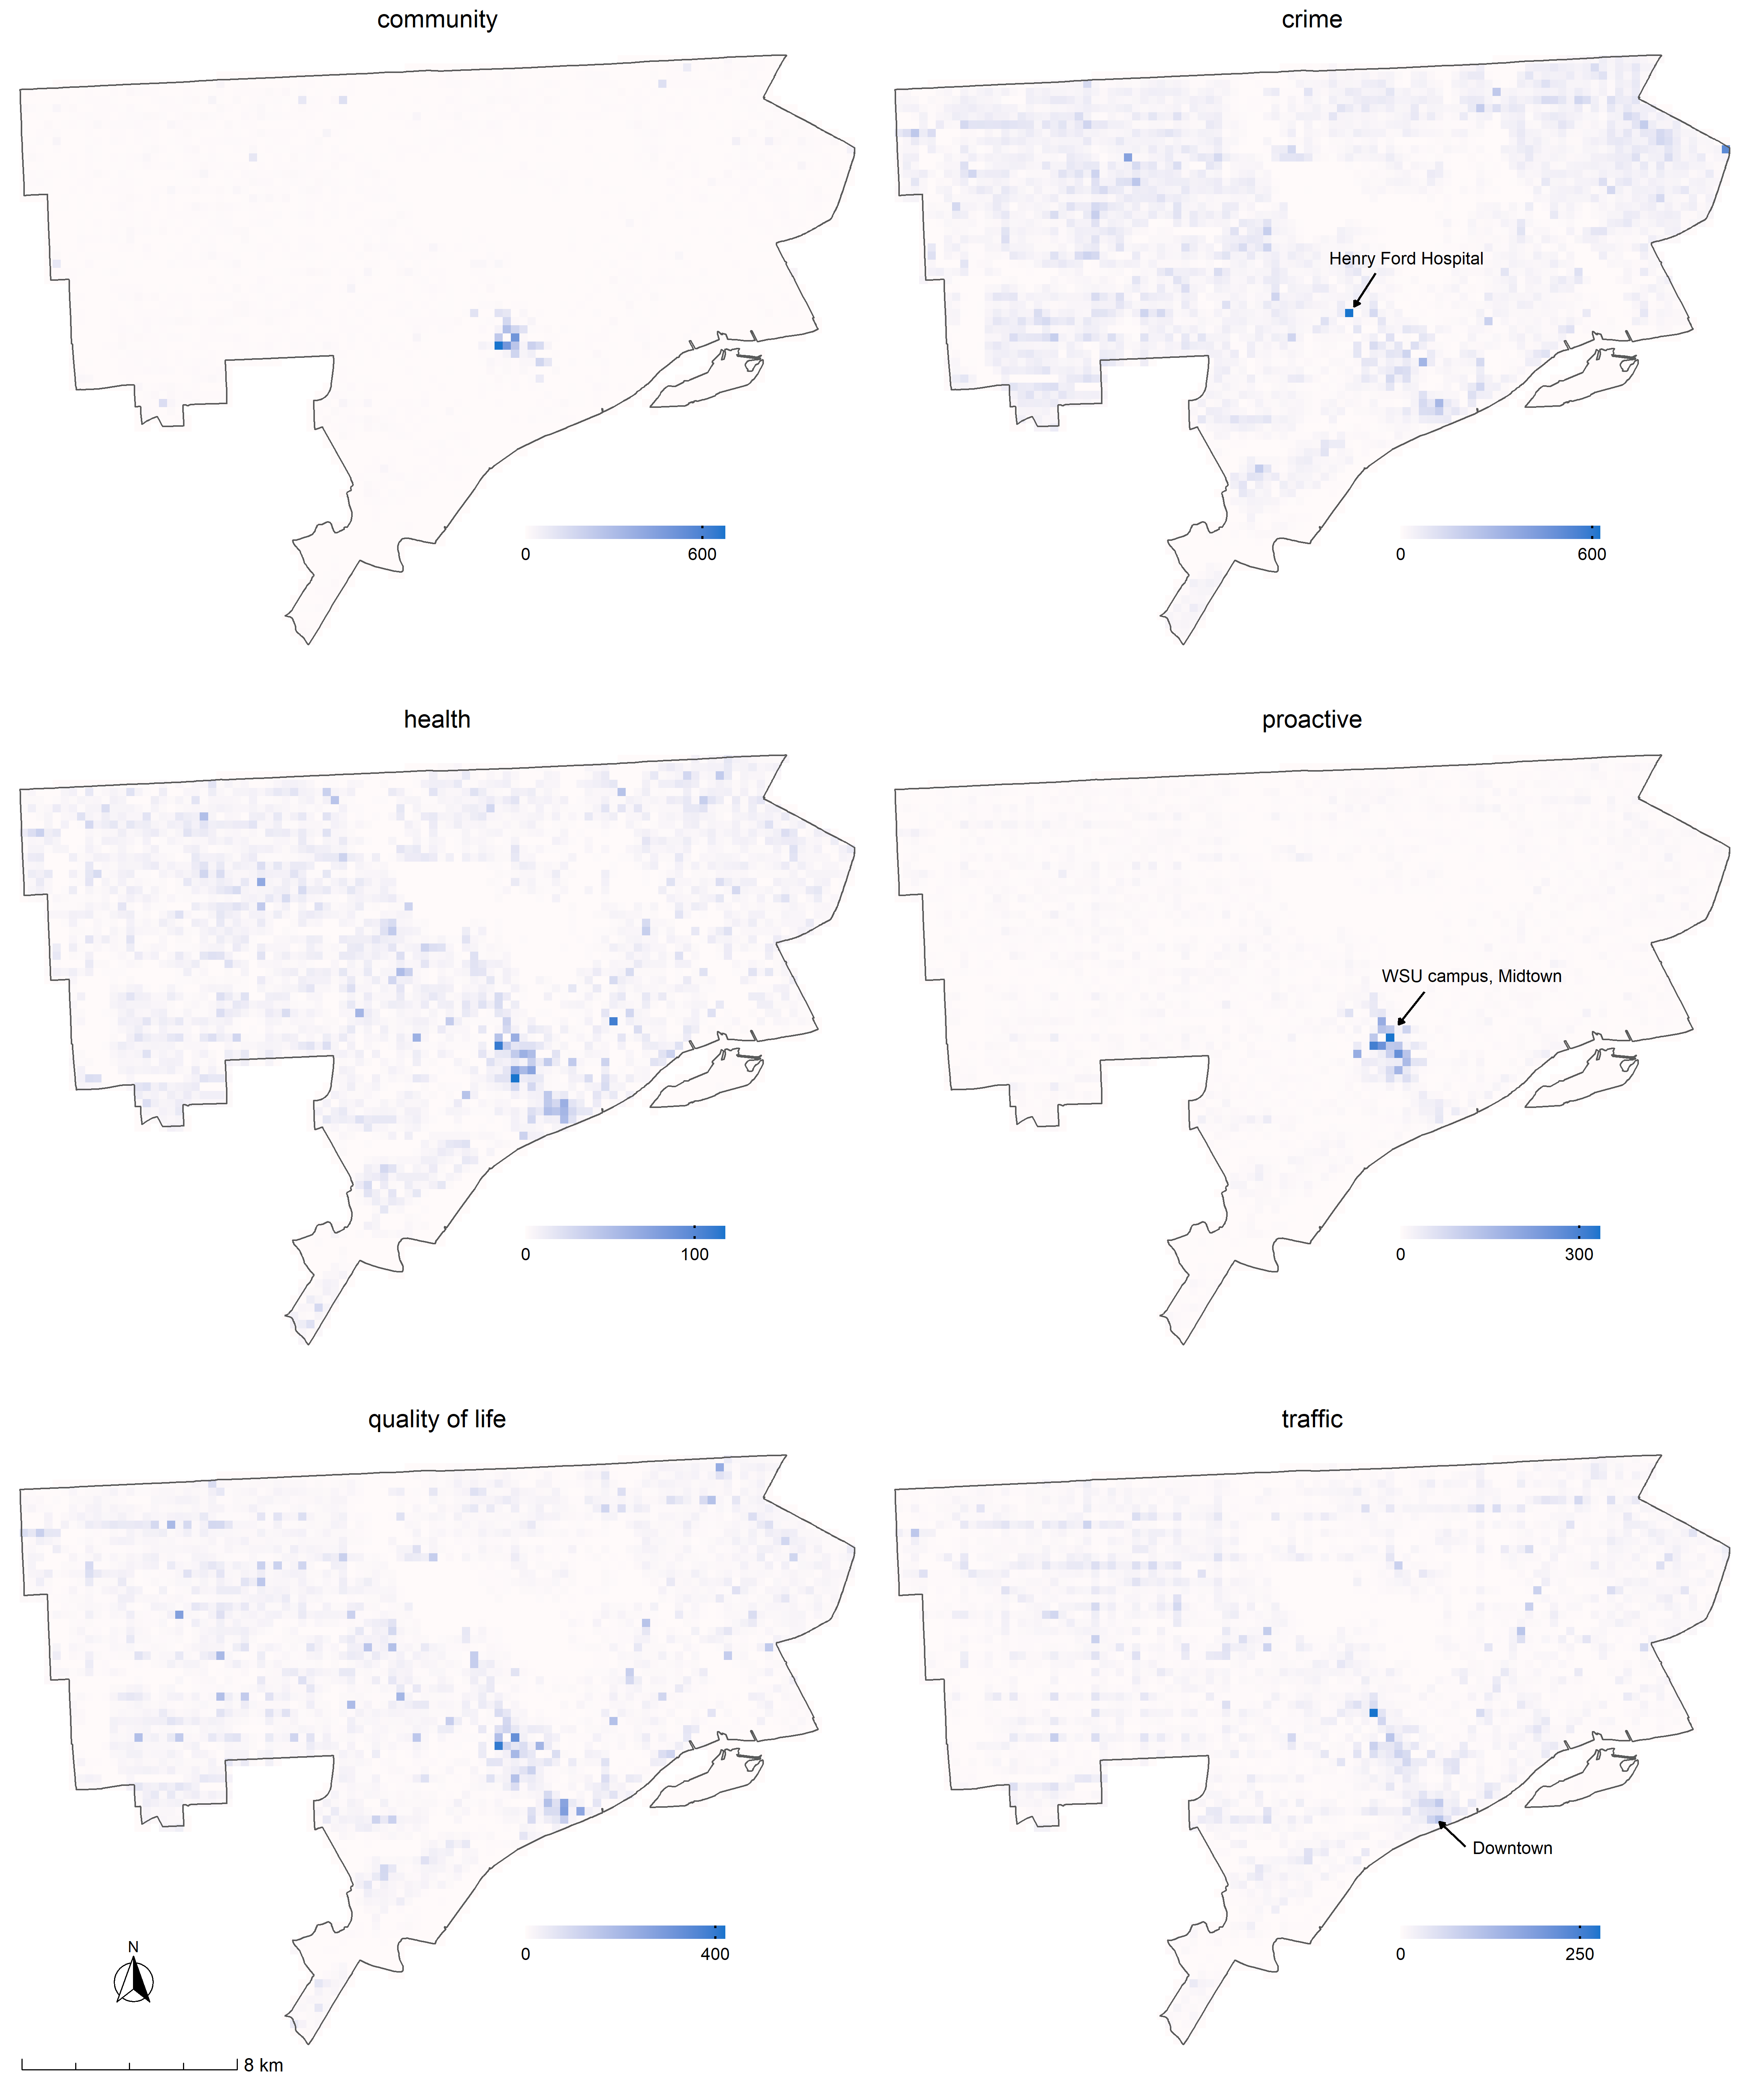 community
crime
Henry Ford Hospital
0 600
0 600
health
proactive
WSU campus, Midtown
0 100
0 300
quality of life
traffic
Downtown
0 400
0 250
N
8 km